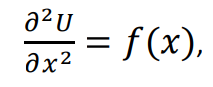 ∂²U/∂x² = f(x),